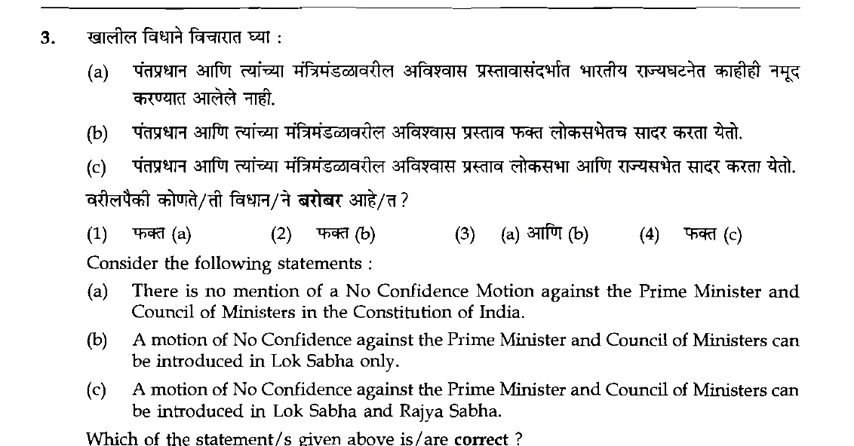 3. खालील विधाने विचारात घ्या :
(a) पंतप्रधान आणि त्यांच्या मंत्रिमंडळावरील अविश्वास प्रस्तावासंदर्भात भारतीय राज्यघटनेत काहीही नमूद
करण्यात आलेले नाही.
(b) पंतप्रधान आणि त्यांच्या मंत्रिमंडळावरील अविश्वास प्रस्ताव फक्त लोकसभेतच सादर करता येतो.
(c) पंतप्रधान आणि त्यांच्या मंत्रिमंडळावरील अविश्वास प्रस्ताव लोकसभा आणि राज्यसभेत सादर करता येतो.
वरीलपैकी कोणते/ती विधान/ने बरोबर आहे/त ?
(1) फक्त (a) (2) फक्त (b) (3) (a) आणि (b) (4) फक्त (c)
Consider the following statements :
(a) There is no mention of a No Confidence Motion against the Prime Minister and
Council of Ministers in the Constitution of India.
(b) A motion of No Confidence against the Prime Minister and Council of Ministers can
be introduced in Lok Sabha only.
(c) A motion of No Confidence against the Prime Minister and Council of Ministers can
be introduced in Lok Sabha and Rajya Sabha.
Which of the statement/s given above is/are correct ?